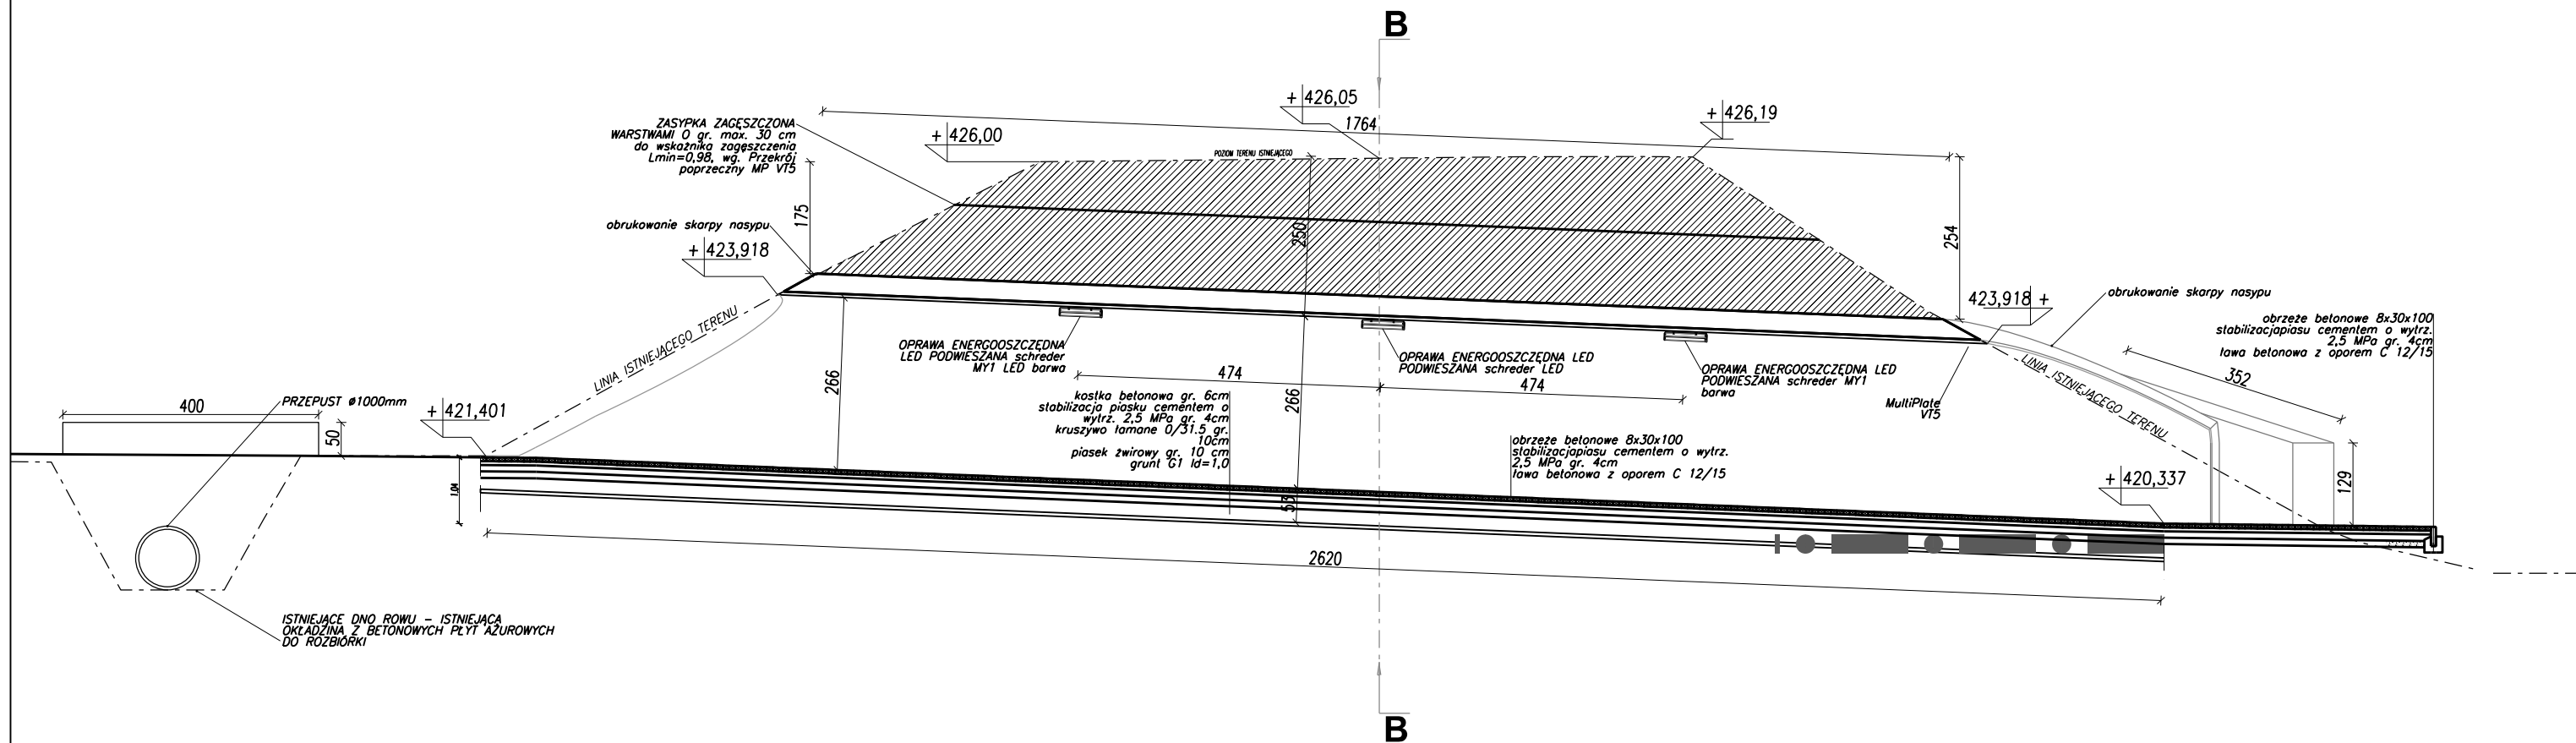 B
+ 426,05
+ 426,19
1764
ZASYPKA ZAGĘSZCZONA
WARSTWAMI O gr. max. 30 cm
do wskaźnika zagęszczenia
Lmin=0,98, wg. Przekrój
poprzeczny MP VT5
+ 426,00
POZIOM TERENU ISTNIEJĄCEGO
175
250
254
obrukowanie skarpy nasypu
+ 423,918
423,918 +
obrukowanie skarpy nasypu
obrzeże betonowe 8x30x100
stabilizacjapiasu cementem o wytrz.
2,5 MPa gr. 4cm
ława betonowa z oporem C 12/15
LINIA ISTNIEJĄCEGO TERENU
OPRAWA ENERGOOSZCZĘDNA
LED PODWIESZANA schreder
MY1 LED barwa
OPRAWA ENERGOOSZCZĘDNA LED
PODWIESZANA schreder LED
OPRAWA ENERGOOSZCZĘDNA LED
PODWIESZANA schreder MY1
barwa
LINIA ISTNIEJĄCEGO TERENU
352
474
474
266
266
MultiPlate
VT5
400
PRZEPUST ø1000mm
+ 421,401
50
kostka betonowa gr. 6cm
stabilizacja piasku cementem o
wytrz. 2,5 MPa gr. 4cm
kruszywo łamane 0/31.5 gr.
10cm
piasek żwirowy gr. 10 cm
grunt G1 Id=1,0
obrzeże betonowe 8x30x100
stabilizacjapiasu cementem o wytrz.
2,5 MPa gr. 4cm
ława betonowa z oporem C 12/15
+ 420,337
129
1,04
53
2620
ISTNIEJĄCE DNO ROWU – ISTNIEJĄCA
OKŁADZINA Z BETONOWYCH PŁYT AŻUROWYCH
DO ROZBIÓRKI
B